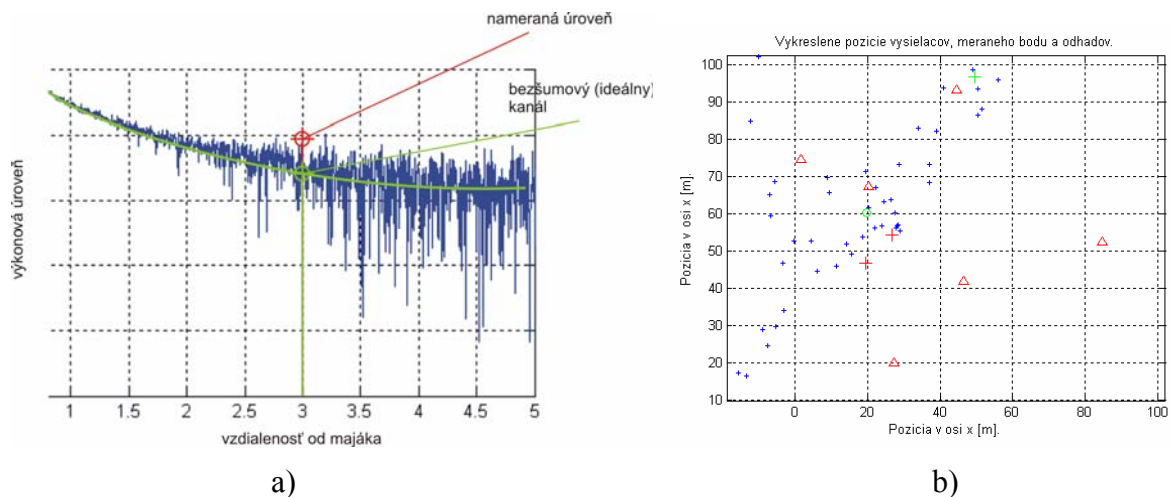 nameraná úroveň
bezšumový (ideálny)
kanál
výkonová úroveň
1 1.5 2 2.5 3 3.5 4 4.5 5
vzdialenosť od majáka
a)
Vykreslene pozicie vysielacov, meraneho bodu a odhadov.
100
90
80
70
60
50
40
30
20
10
Pozicia v osi x [m].
0 20 40 60 80 100
Pozicia v osi x [m].
b)